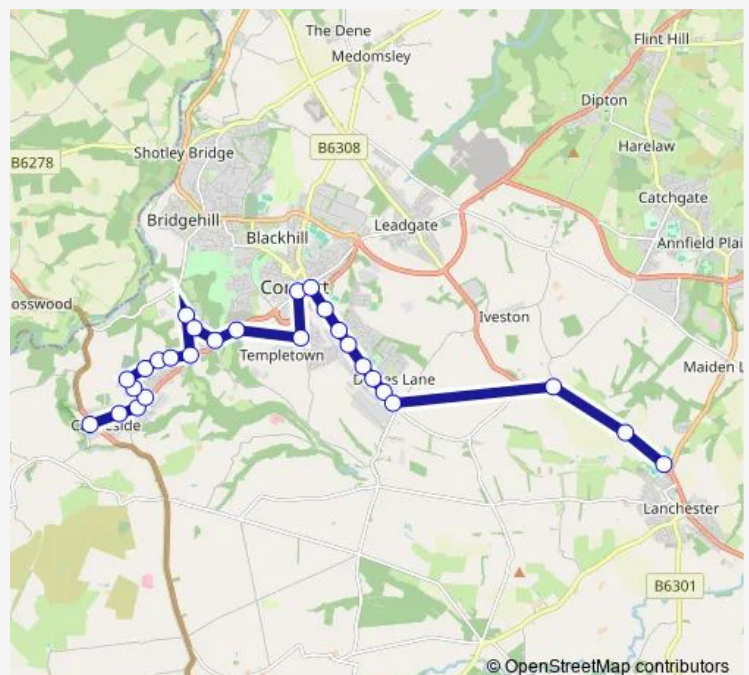 The Dene
Medomsley
Flint Hill
Dipton
B6278
Shotley Bridge
B6308
Harelaw
Catchgate
Bridgehill
Leadgate
Blackhill
Annfield Plai
osswood
Iveston
Templetown
Maiden L
Lane
Lanchester
B6301
© OpenStreetMap contributors